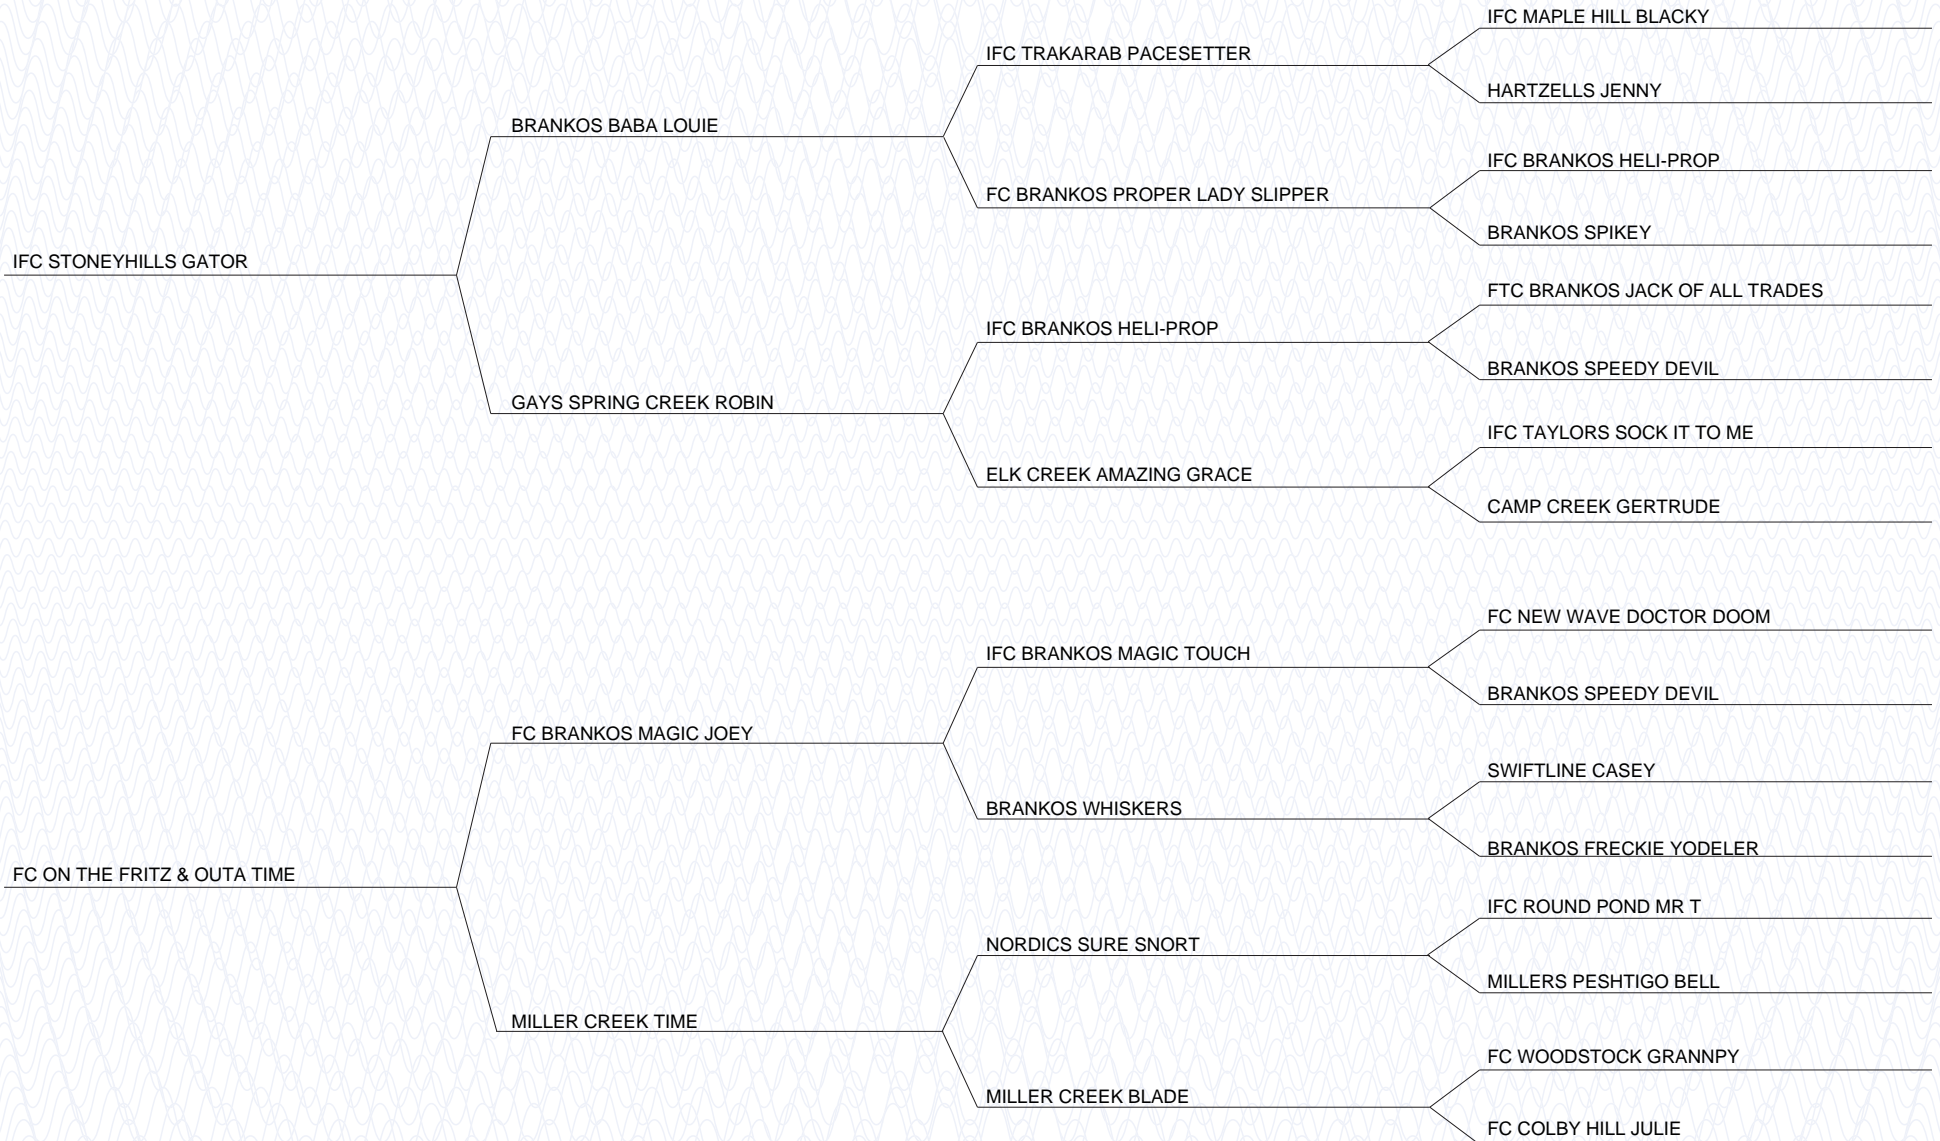 IFC STONEYHILLS GATOR
BRANKOS BABA LOUIE
IFC TRAKARAB PACESETTER
IFC MAPLE HILL BLACKY
HARTZELLS JENNY
FC BRANKOS PROPER LADY SLIPPER
IFC BRANKOS HELI-PROP
BRANKOS SPIKEY
GAYS SPRING CREEK ROBIN
IFC BRANKOS HELI-PROP
FTC BRANKOS JACK OF ALL TRADES
BRANKOS SPEEDY DEVIL
ELK CREEK AMAZING GRACE
IFC TAYLORS SOCK IT TO ME
CAMP CREEK GERTRUDE
FC ON THE FRITZ & OUTA TIME
FC BRANKOS MAGIC JOEY
IFC BRANKOS MAGIC TOUCH
FC NEW WAVE DOCTOR DOOM
BRANKOS SPEEDY DEVIL
BRANKOS WHISKERS
SWIFTLINE CASEY
BRANKOS FRECKIE YODELER
MILLER CREEK TIME
NORDICS SURE SNORT
IFC ROUND POND MR T
MILLERS PESHTIGO BELL
MILLER CREEK BLADE
FC WOODSTOCK GRANNPY
FC COLBY HILL JULIE